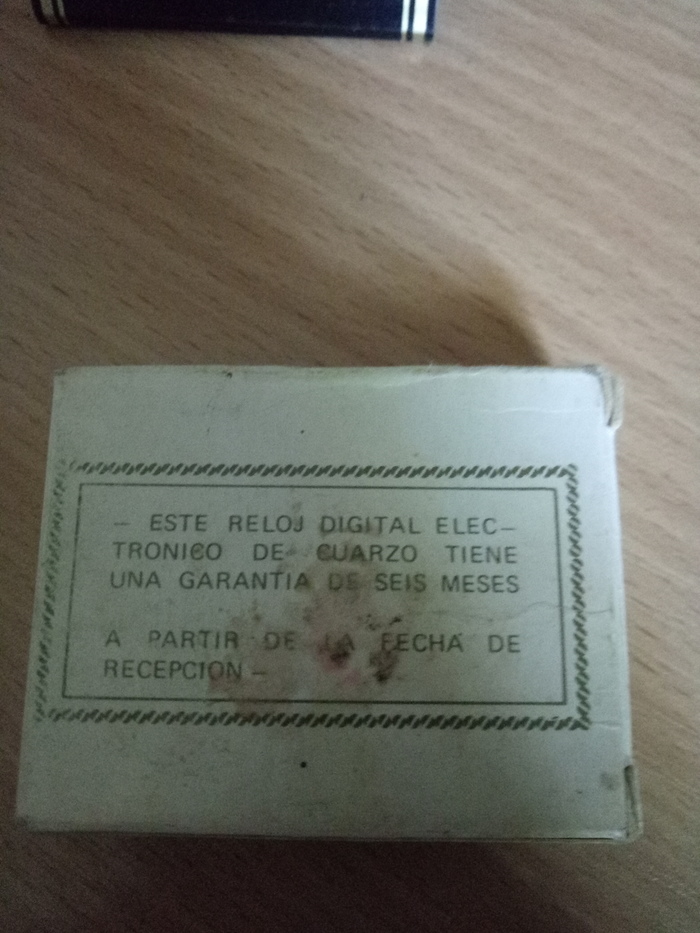 — ESTE RELOJ DIGITAL ELEC—
TRONICO DE CUARZO TIENE
UNA GARANTIA DE SEIS MESES
A PARTIR DE LA FECHA DE
RECEPCION —